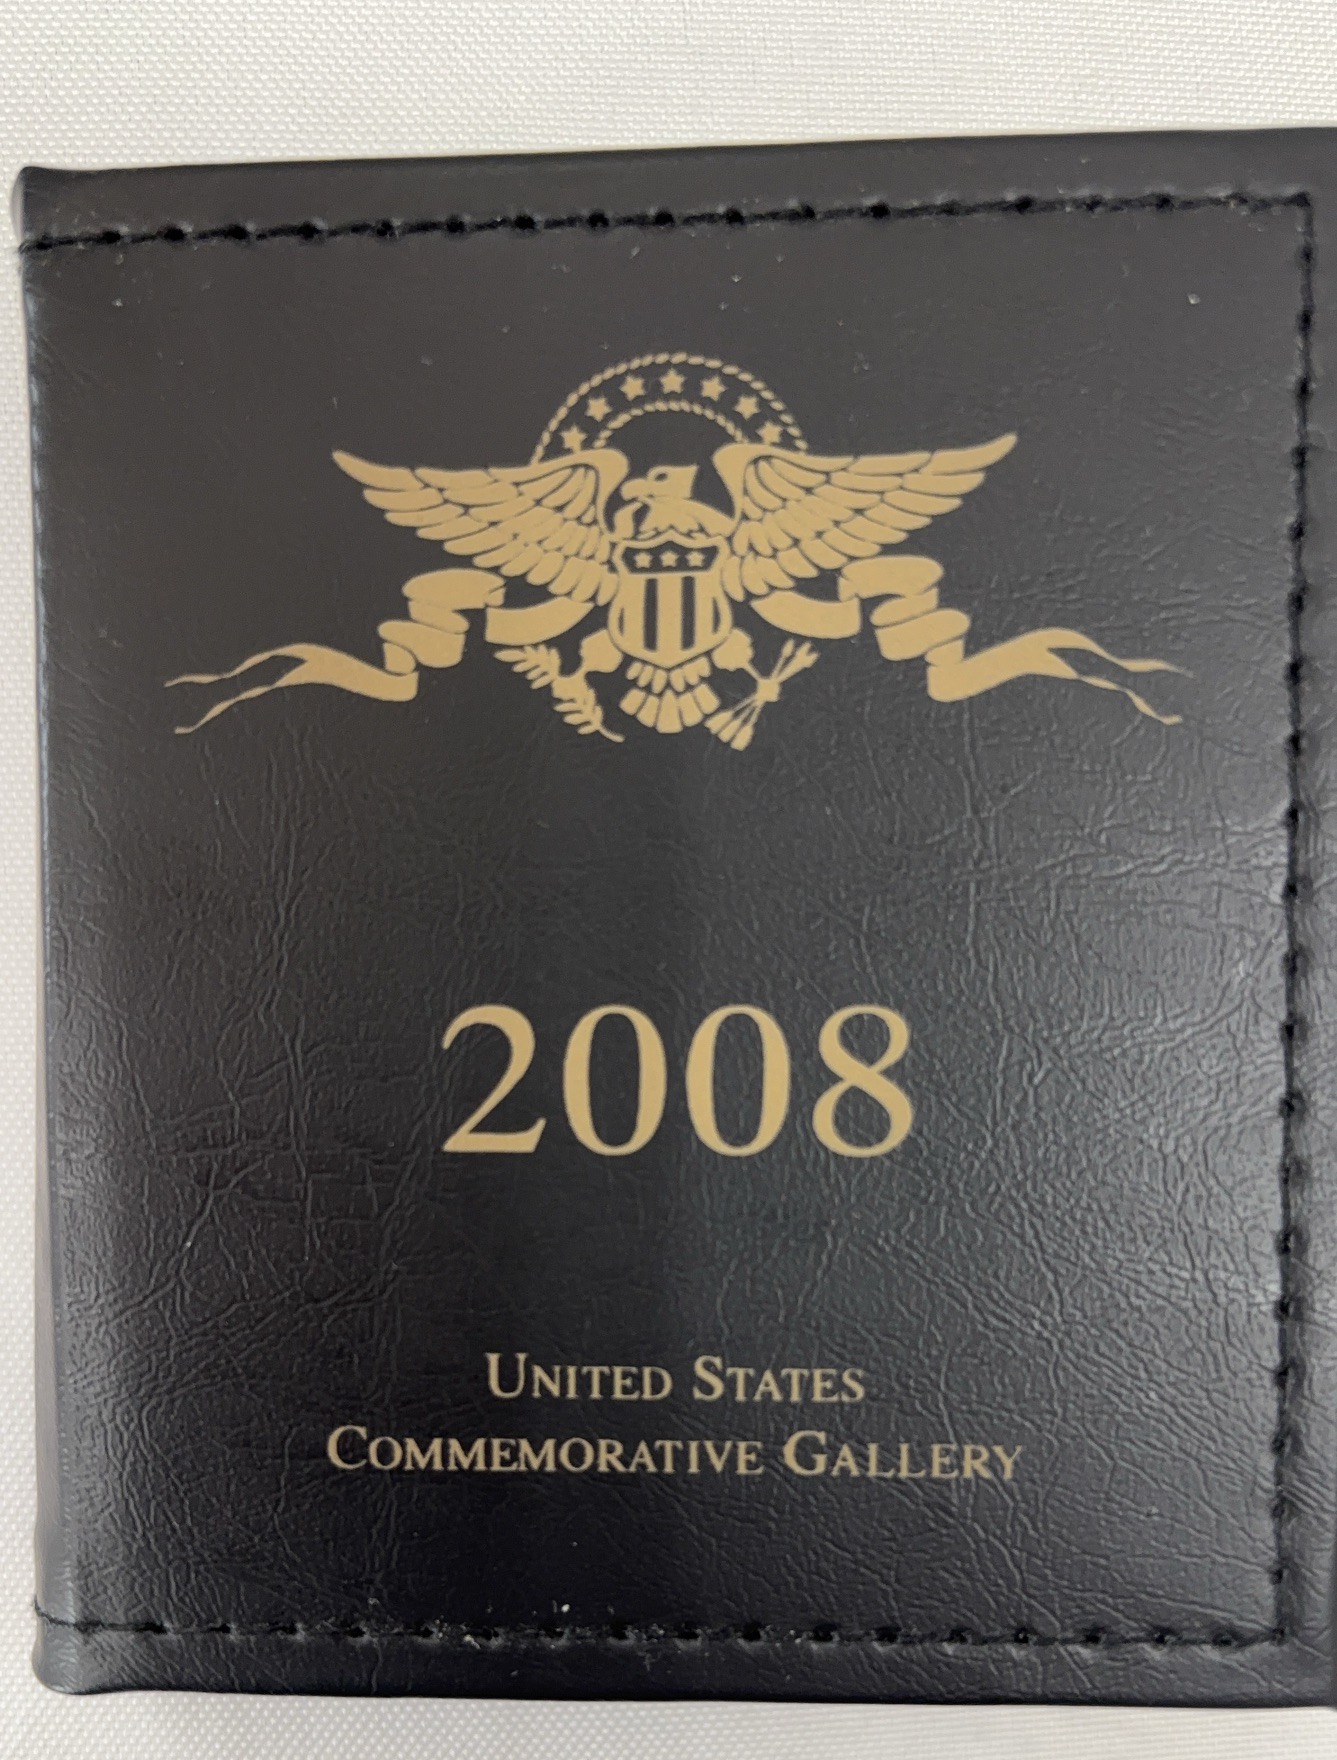 2008
United States
Commemorative Gallery